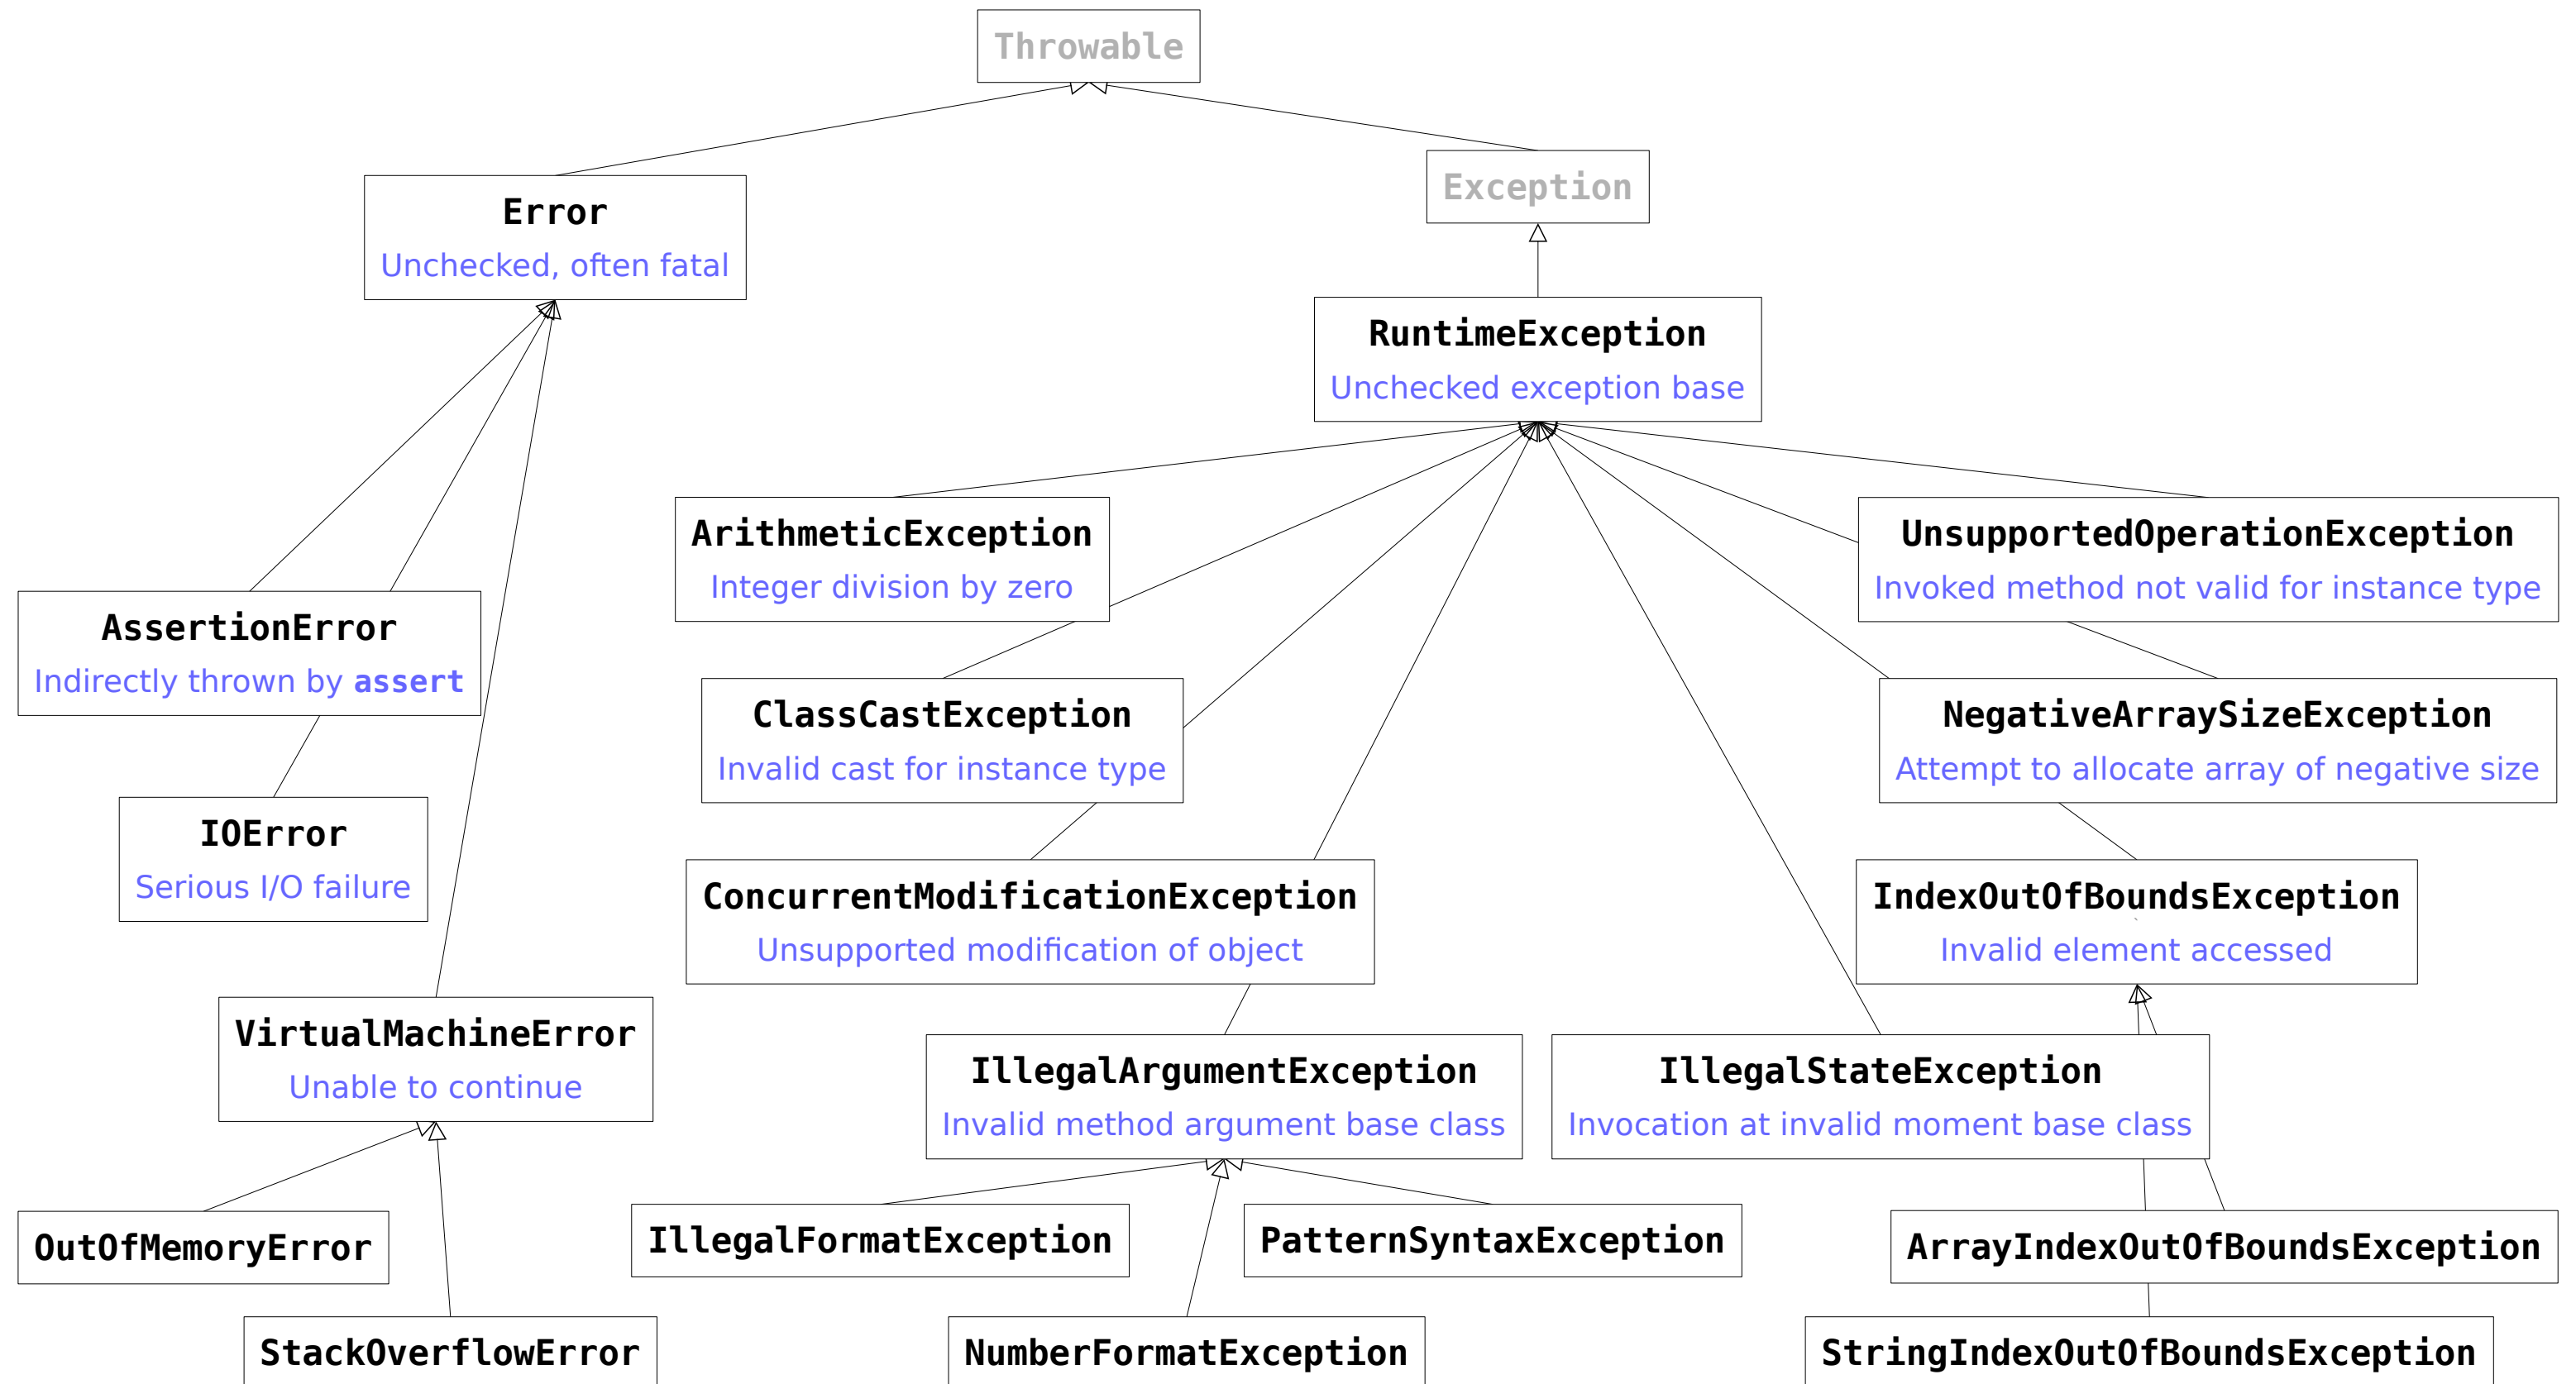 Throwable
Exception
Error
Unchecked, often fatal
RuntimeException
Unchecked exception base
ArithmeticException
Integer division by zero
UnsupportedOperationException
Invoked method not valid for instance type
AssertionError
Indirectly thrown by assert
ClassCastException
Invalid cast for instance type
NegativeArraySizeException
Attempt to allocate array of negative size
IOError
Serious I/O failure
ConcurrentModificationException
Unsupported modification of object
IndexOutOfBoundsException
Invalid element accessed
VirtualMachineError
Unable to continue
IllegalArgumentException
Invalid method argument base class
IllegalStateException
Invocation at invalid moment base class
OutOfMemoryError
IllegalFormatException
PatternSyntaxException
ArrayIndexOutOfBoundsException
StackOverflowError
NumberFormatException
StringIndexOutOfBoundsException